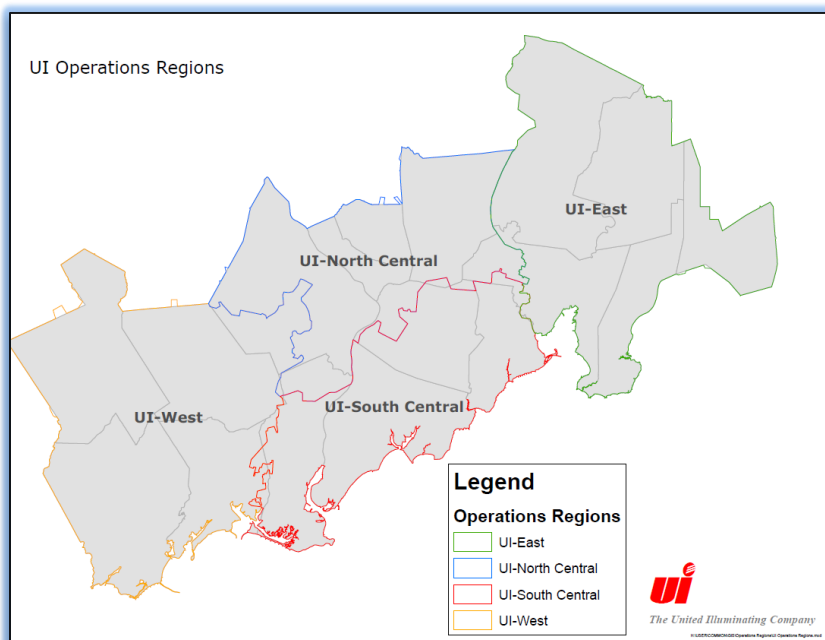 UI Operations Regions
UI-East
UI-North Central
UI-West
UI-South Central
Legend
Operations Regions
UI-East
UI-North Central
UI-South Central
UI-West
ui
The United Illuminating Company